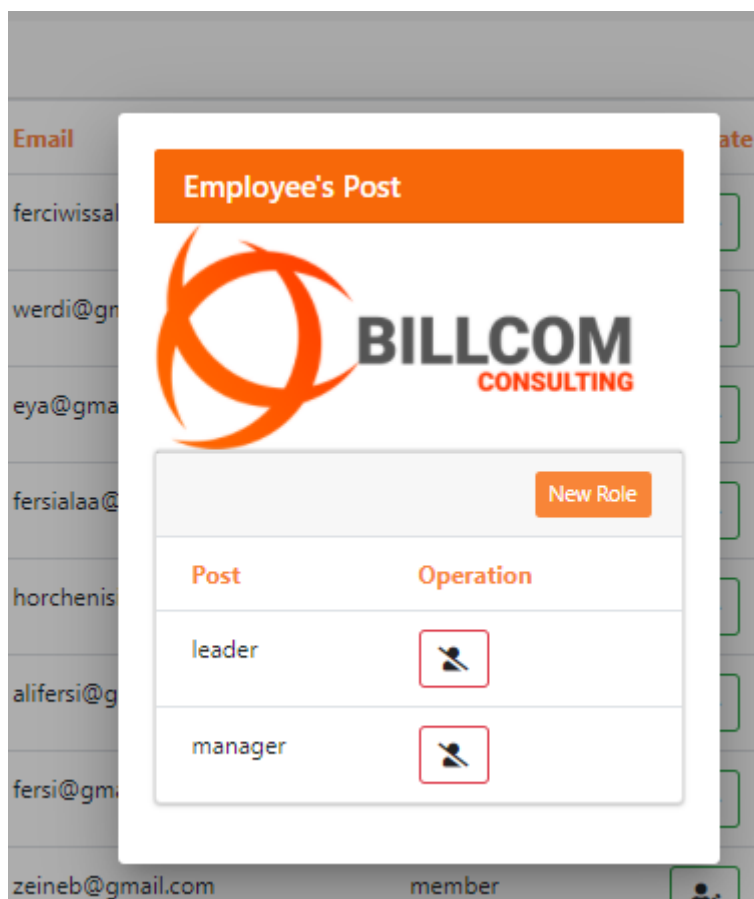 Email
ate
Employee's Post
ferciwissal
werdi@gm
BILLCOM
CONSULTING
eya@gma
fersialaa@
New Role
Post Operation
horchenis
leader
alifersi@g
manager
fersi@gma
zeineb@gmail.com member